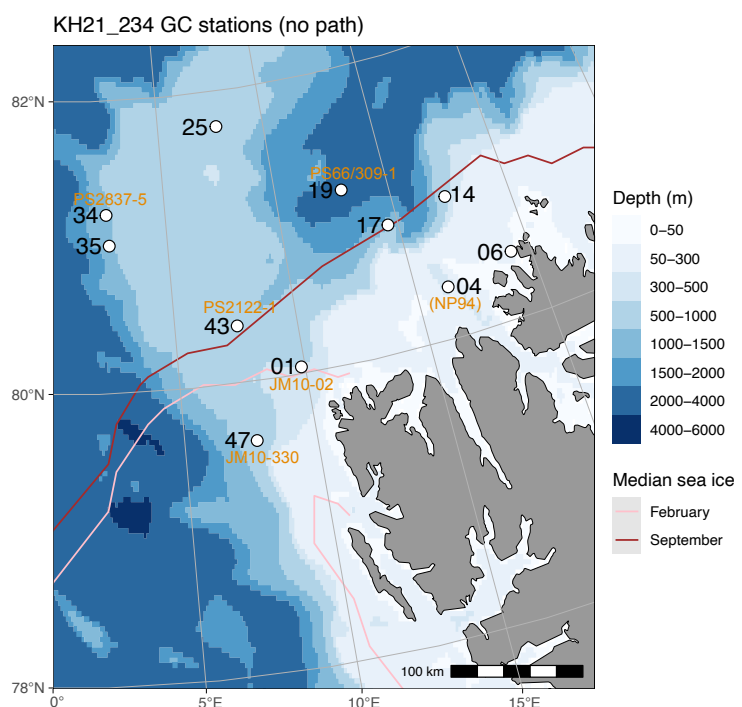 KH21_234 GC stations (no path)
82°N
25
PS66/309-1
19
PS2837-5
34
14
17
35
06
04
(NP94)
PS2122-1
43
01
JM10-02
80°N
47
JM10-330
100 km
78°N
0°
5°E
10°E
15°E
Depth (m)
0–50
50–300
300–500
500–1000
1000–1500
1500–2000
2000–4000
4000–6000
Median sea ice
February
September